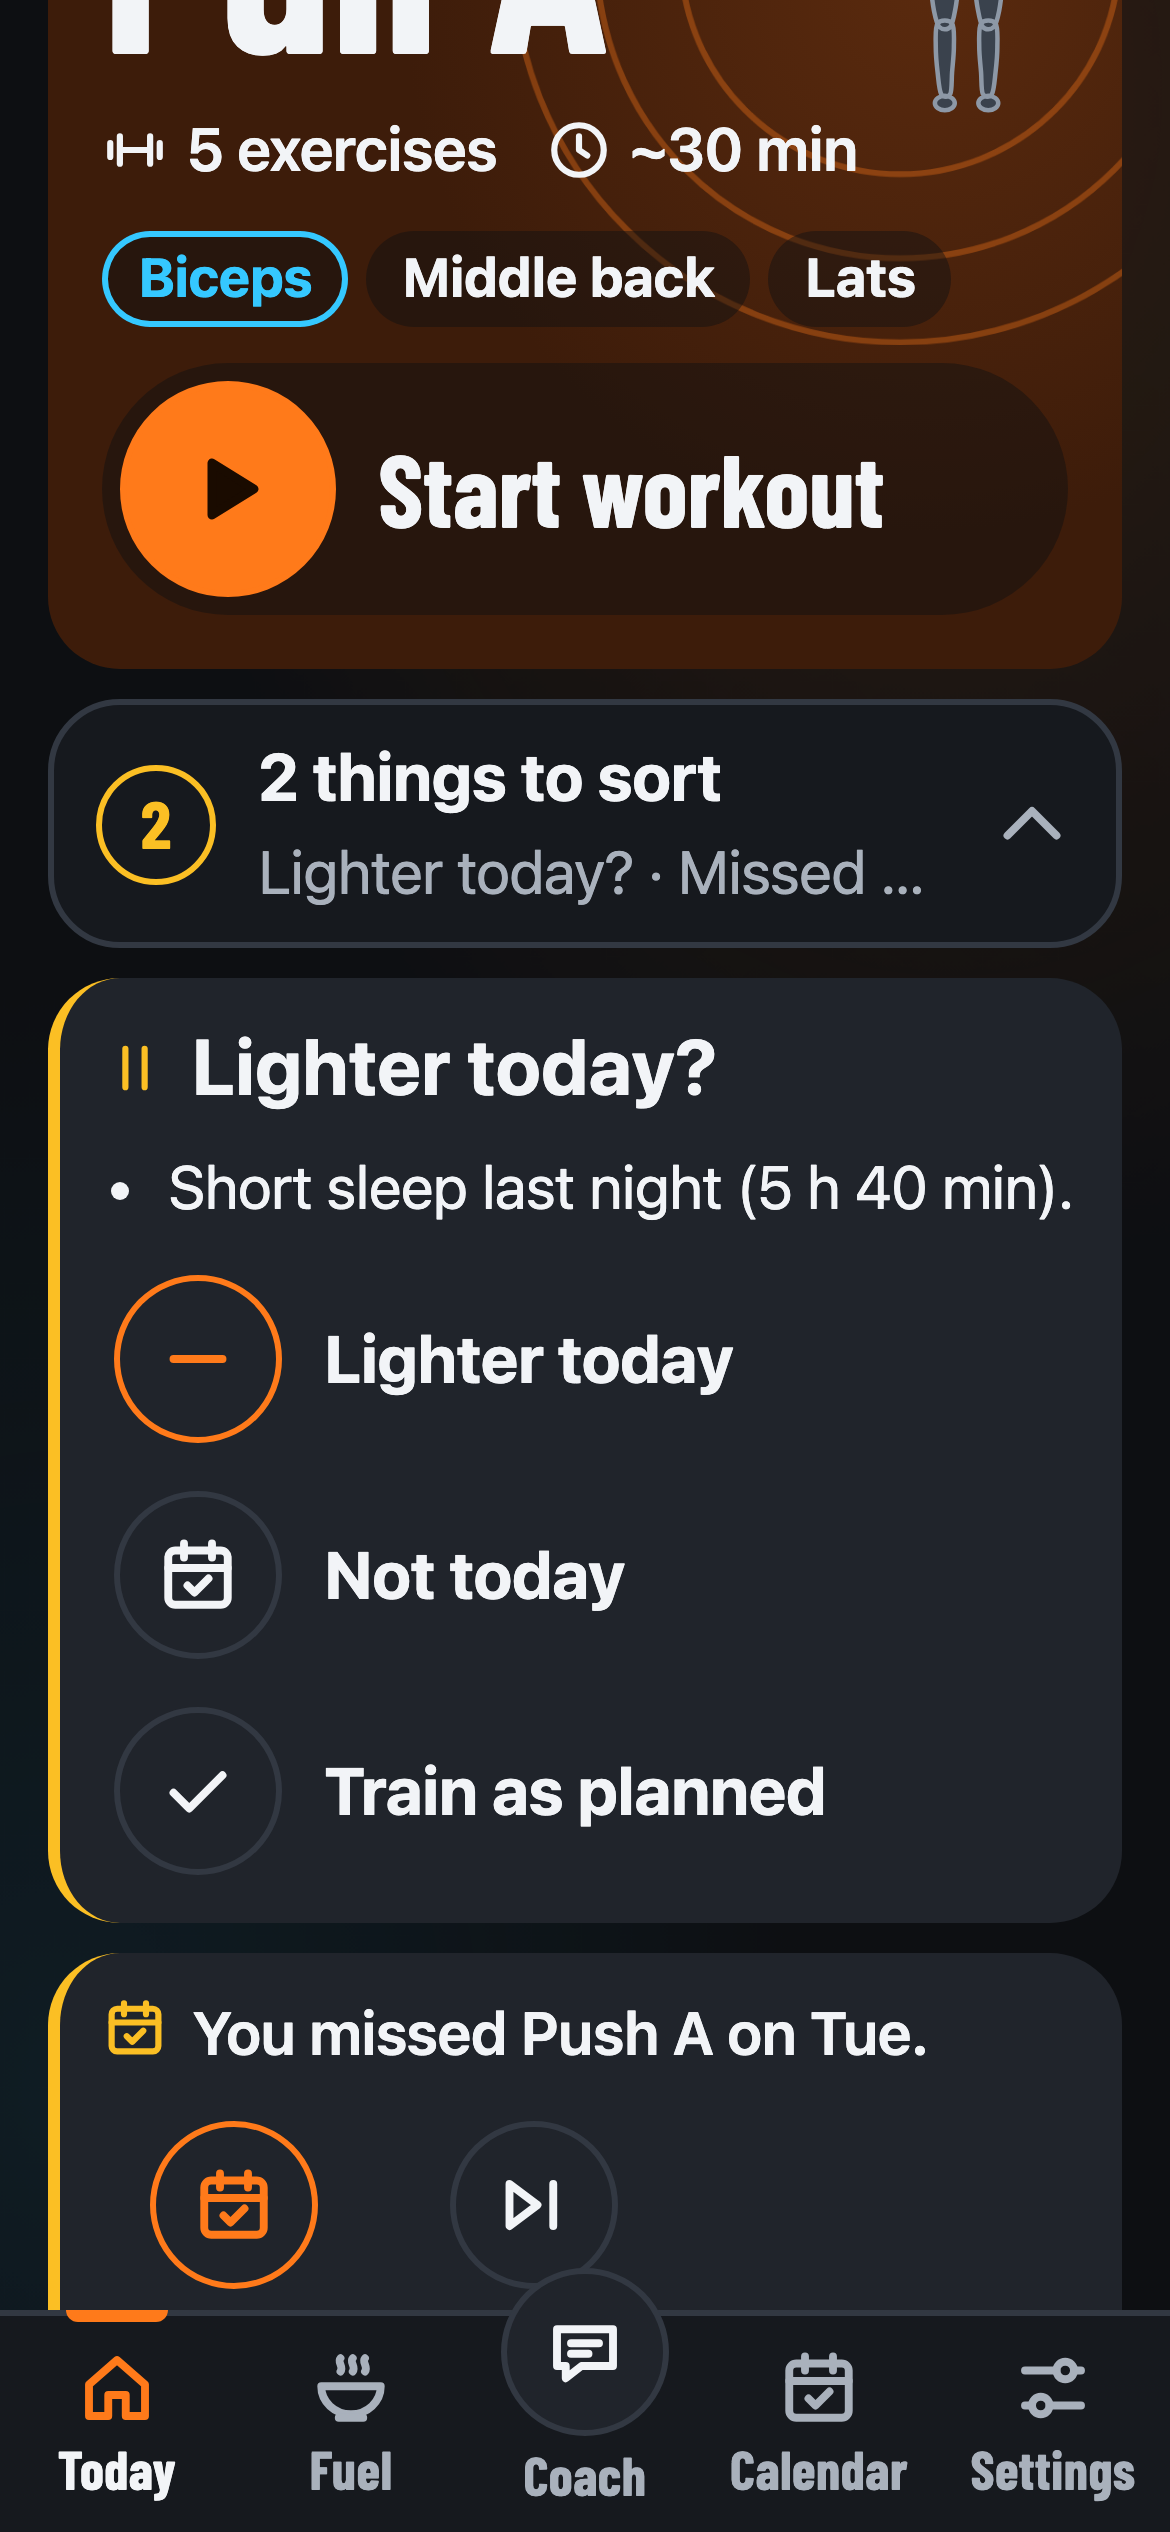 Pull A
5 exercises ~30 min
Biceps Middle back Lats
Start workout
2 2 things to sort
Lighter today? · Missed ...
Lighter today?
• Short sleep last night (5 h 40 min).
Lighter today
Not today
Train as planned
You missed Push A on Tue.
Today Fuel Coach Calendar Settings